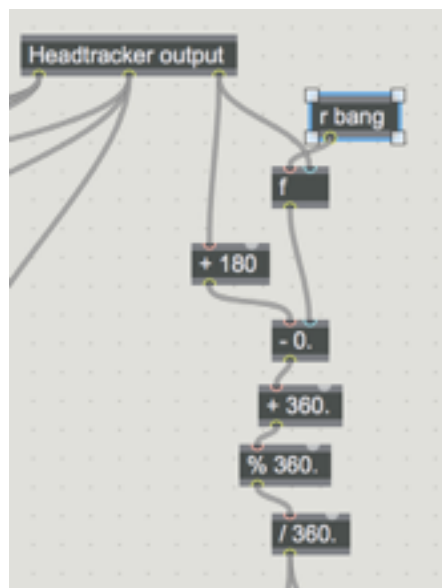 Headtracker output
r bang
f
+ 180
- 0.
+ 360.
% 360.
/ 360.